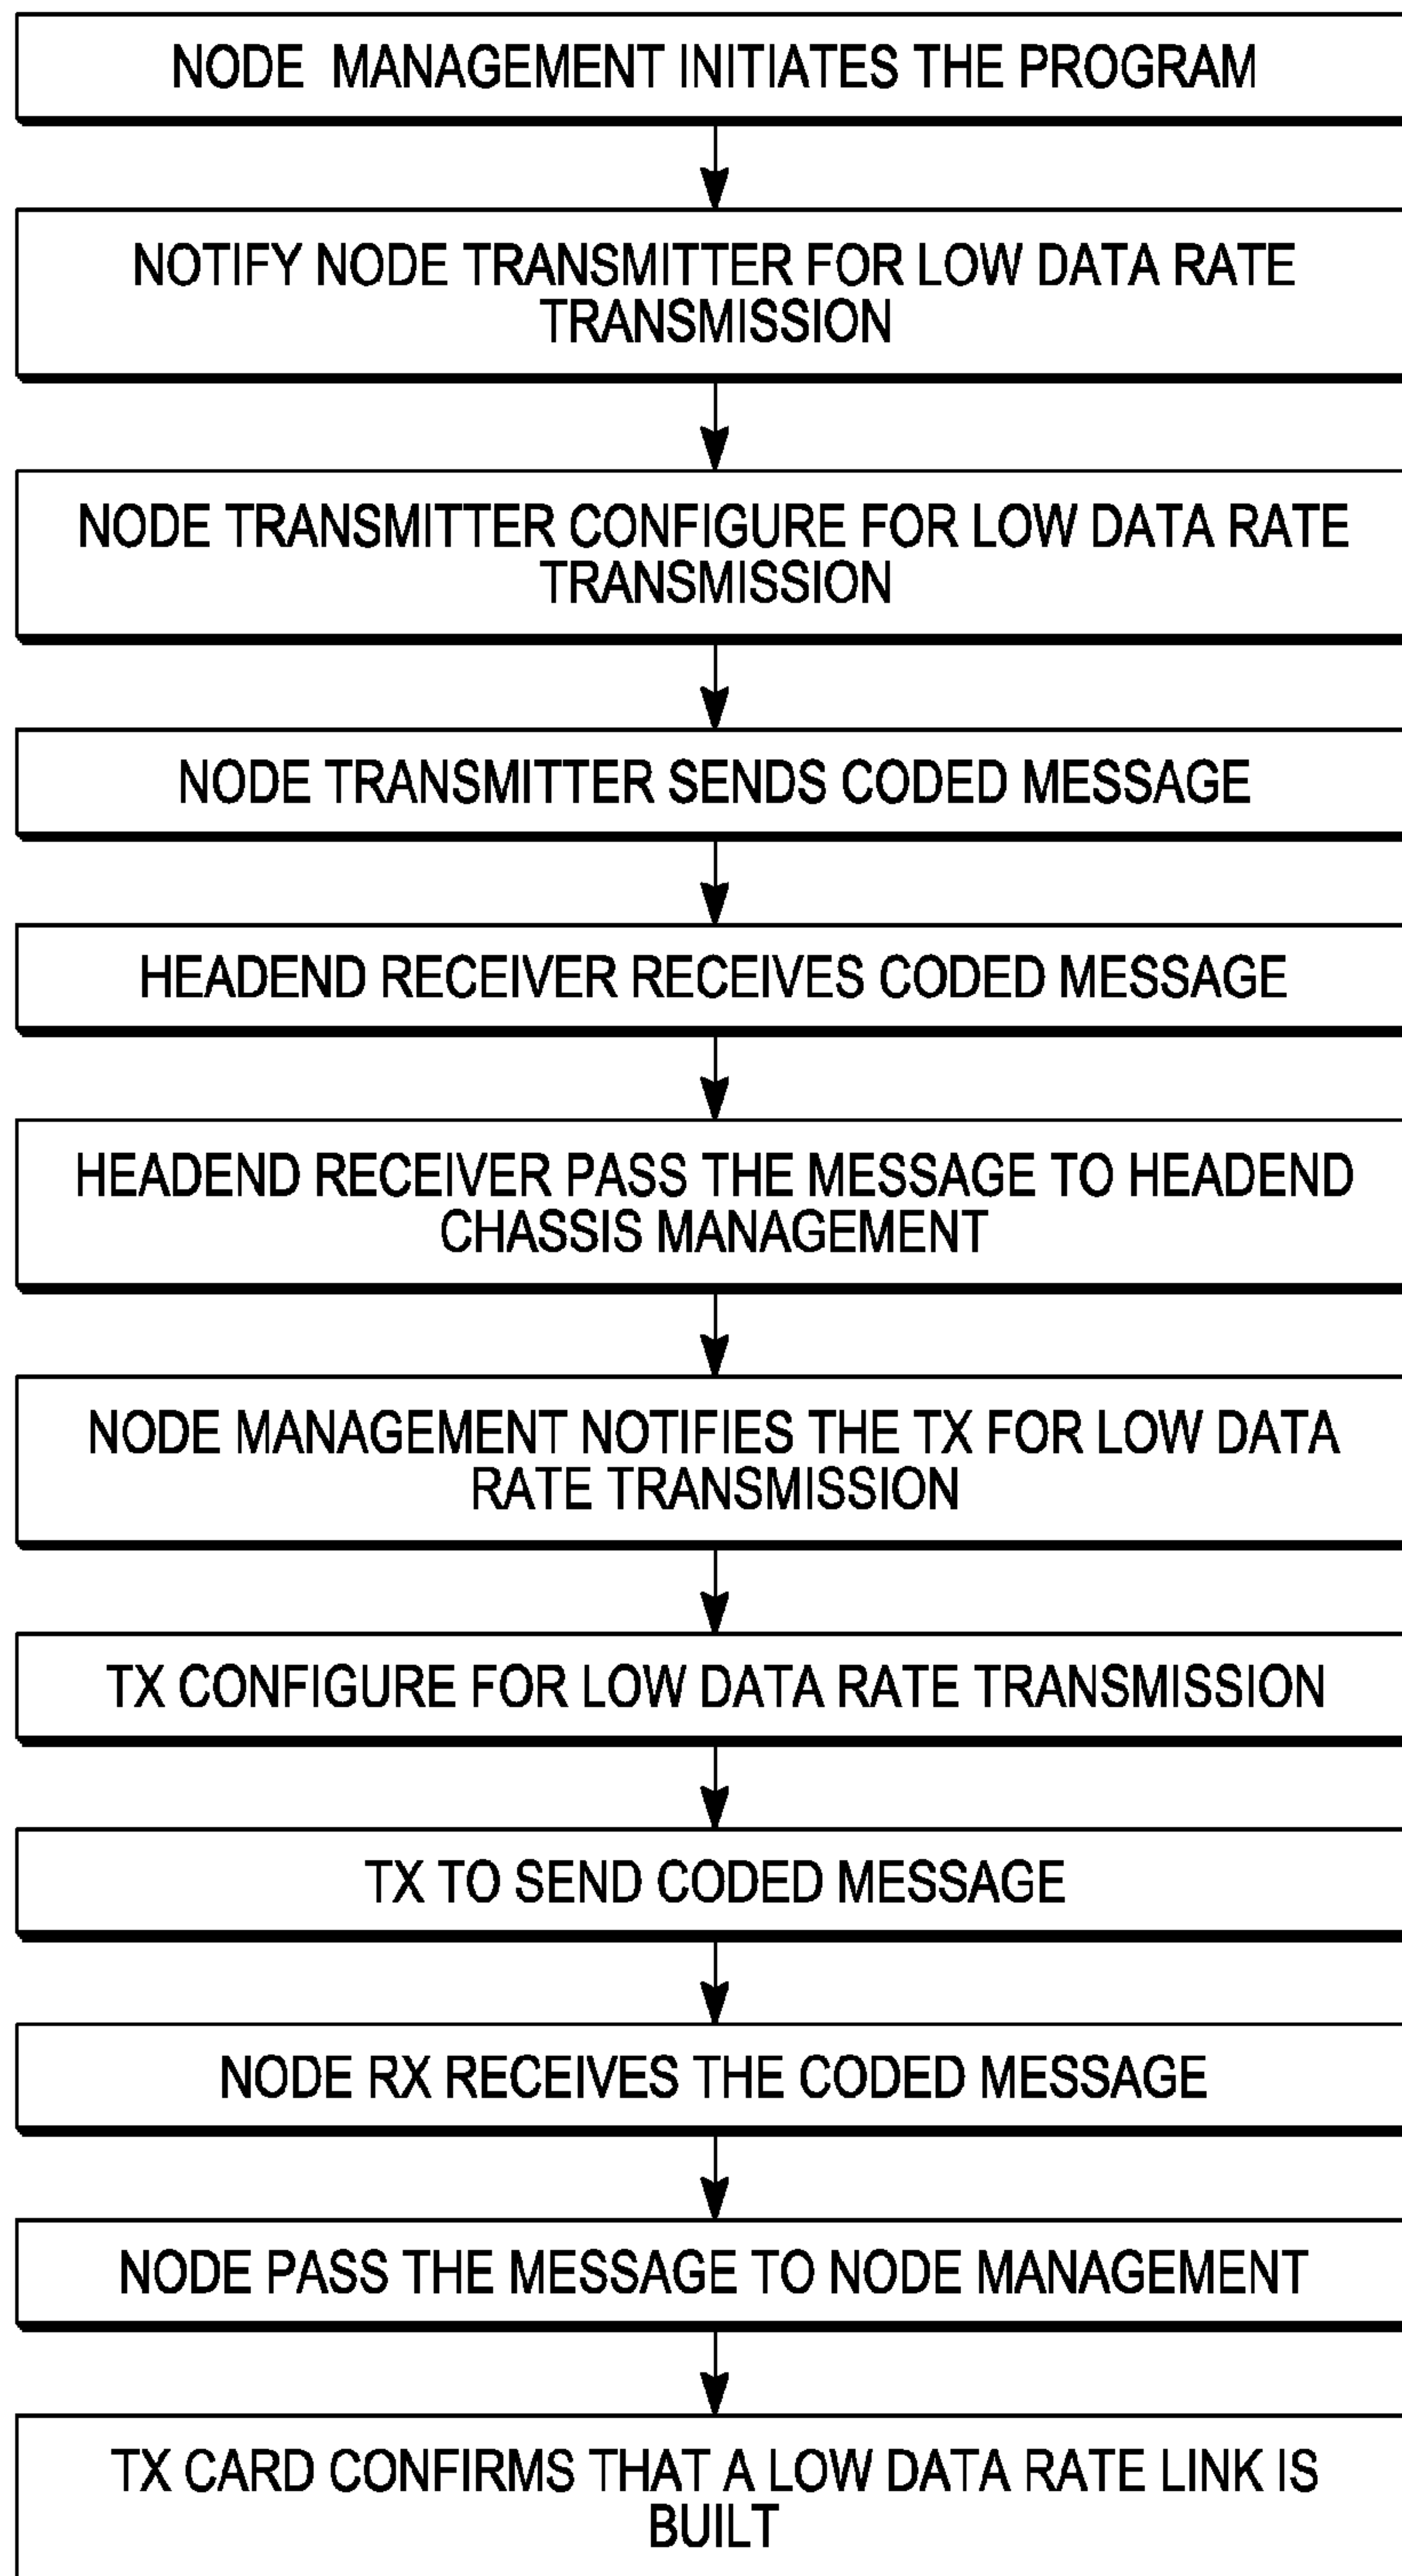 NODE MANAGEMENT INITIATES THE PROGRAM
NOTIFY NODE TRANSMITTER FOR LOW DATA RATE
TRANSMISSION
NODE TRANSMITTER CONFIGURE FOR LOW DATA RATE
TRANSMISSION
NODE TRANSMITTER SENDS CODED MESSAGE
HEADEND RECEIVER RECEIVES CODED MESSAGE
HEADEND RECEIVER PASS THE MESSAGE TO HEADEND
CHASSIS MANAGEMENT
NODE MANAGEMENT NOTIFIES THE TX FOR LOW DATA
RATE TRANSMISSION
TX CONFIGURE FOR LOW DATA RATE TRANSMISSION
TX TO SEND CODED MESSAGE
NODE RX RECEIVES THE CODED MESSAGE
NODE PASS THE MESSAGE TO NODE MANAGEMENT
TX CARD CONFIRMS THAT A LOW DATA RATE LINK IS
BUILT